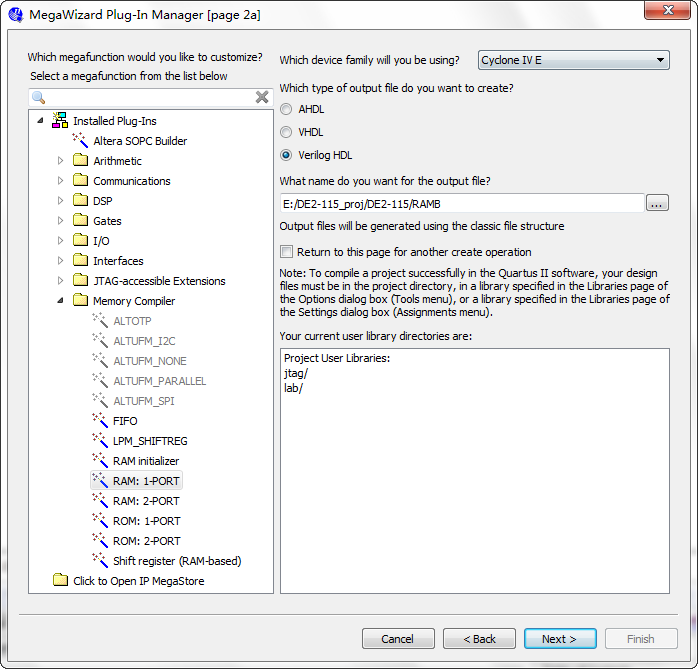 MegaWizard Plug-In Manager [page 2a]
Which megafunction would you like to customize?
Select a megafunction from the list below
Installed Plug-Ins
Altera SOPC Builder
Arithmetic
Communications
DSP
Gates
I/O
Interfaces
JTAG-accessible Extensions
Memory Compiler
ALTOTP
ALTUFM_I2C
ALTUFM_NONE
ALTUFM_PARALLEL
ALTUFM_SPI
FIFO
LPM_SHIFTREG
RAM initializer
RAM: 1-PORT
RAM: 2-PORT
ROM: 1-PORT
ROM: 2-PORT
Shift register (RAM-based)
Click to Open IP MegaStore
Which device family will you be using?
Cyclone IV E
Which type of output file do you want to create?
AHDL
VHDL
Verilog HDL
What name do you want for the output file?
E:/DE2-115_proj/DE2-115/RAMB
...
Output files will be generated using the classic file structure
Return to this page for another create operation
Note: To compile a project successfully in the Quartus II software, your design
files must be in the project directory, in a library specified in the Libraries page of
the Options dialog box (Tools menu), or a library specified in the Libraries page of
the Settings dialog box (Assignments menu).
Your current user library directories are:
Project User Libraries:
jtag/
lab/
Cancel
< Back
Next >
Finish